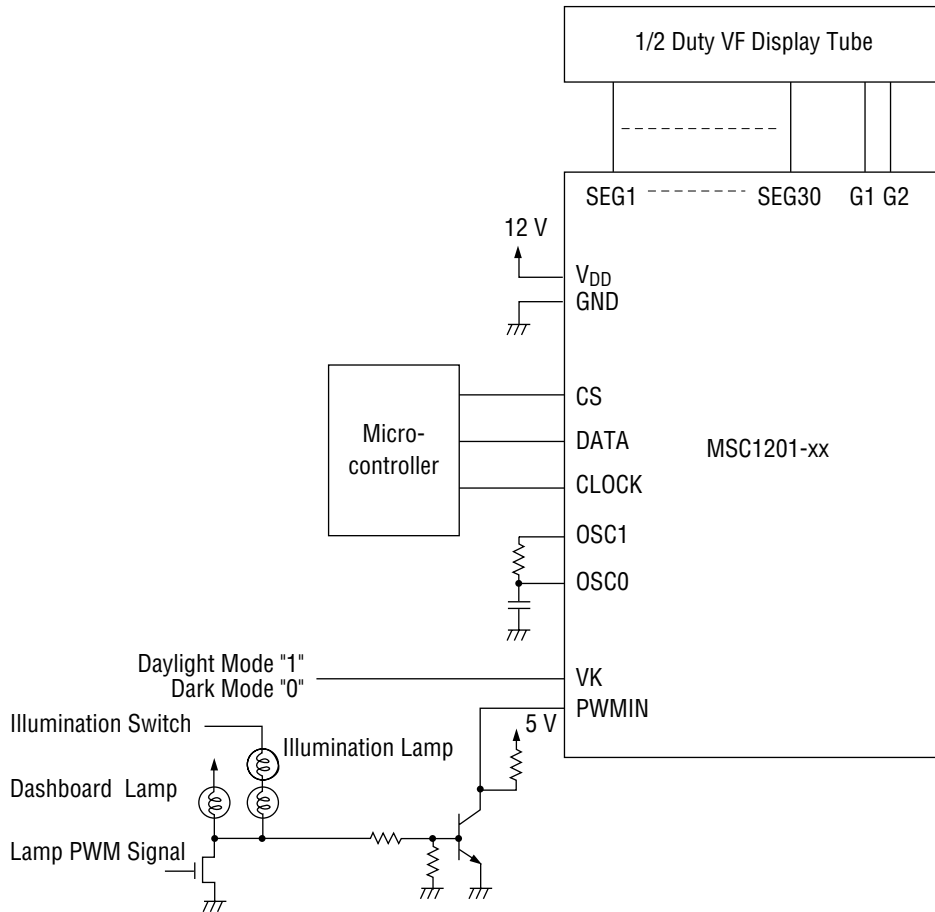 1/2 Duty VF Display Tube
SEG1
SEG30
G1 G2
12 V
VDD
GND
CS
Micro-
controller
DATA
MSC1201-xx
CLOCK
OSC1
OSC0
Daylight Mode "1"
Dark Mode "0"
VK
PWMIN
5 V
Illumination Switch
Illumination Lamp
Dashboard Lamp
Lamp PWM Signal